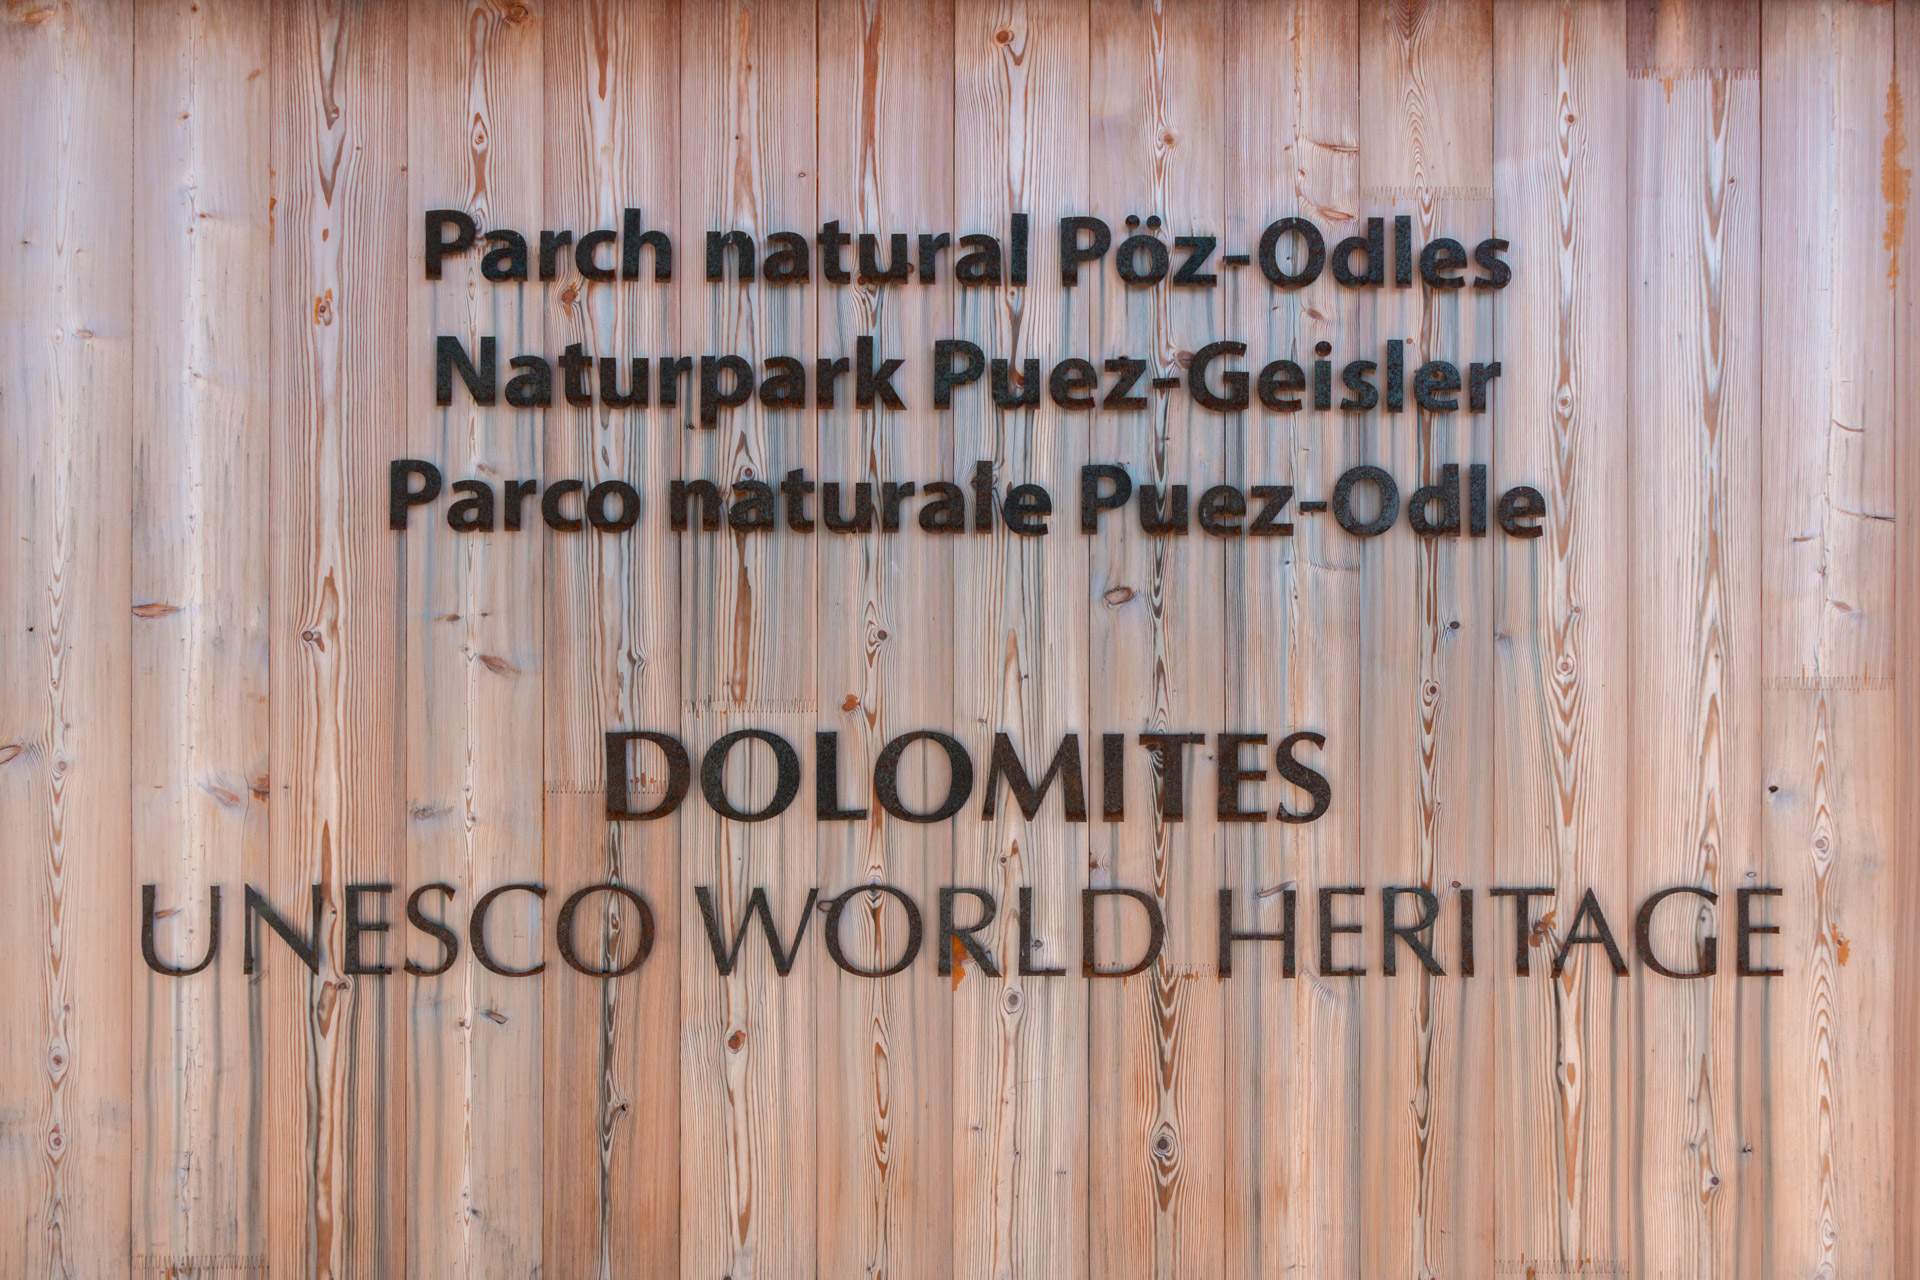 Parch natural Pöz-Odles
Naturpark Puez-Geisler
Parco naturale Puez-Odle
DOLOMITES
UNESCO WORLD HERITAGE